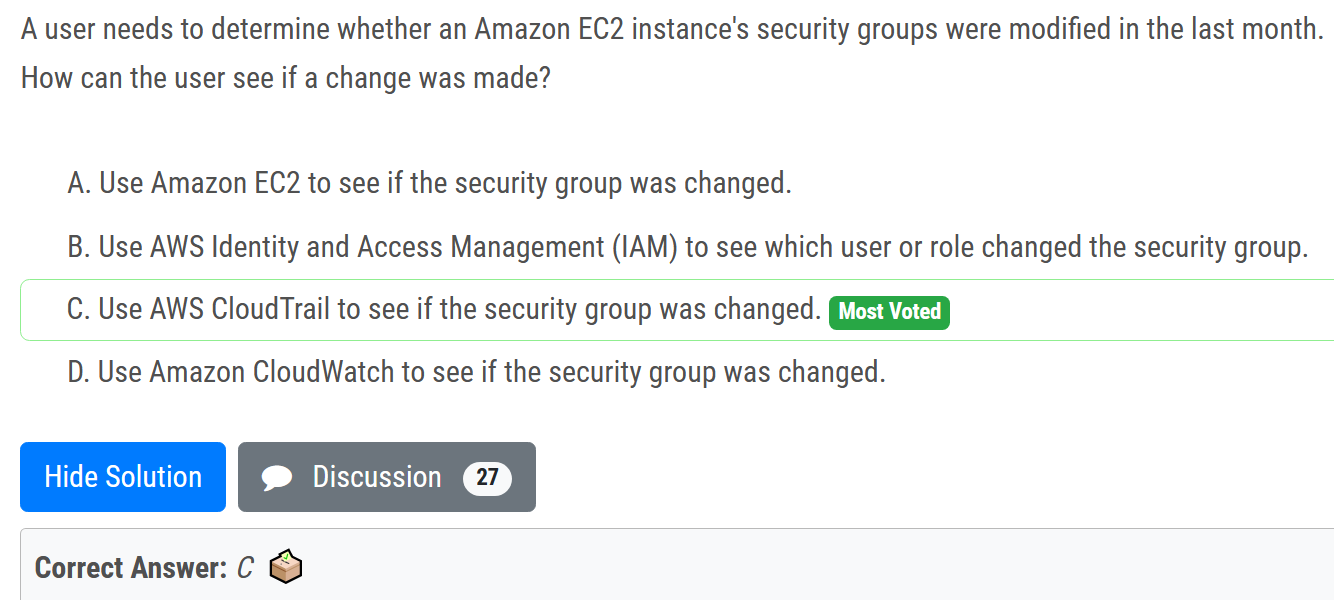 A user needs to determine whether an Amazon EC2 instance's security groups were modified in the last month.
How can the user see if a change was made?
A. Use Amazon EC2 to see if the security group was changed.
B. Use AWS Identity and Access Management (IAM) to see which user or role changed the security group.
C. Use AWS CloudTrail to see if the security group was changed. Most Voted
D. Use Amazon CloudWatch to see if the security group was changed.
Hide Solution Discussion 27
Correct Answer: C